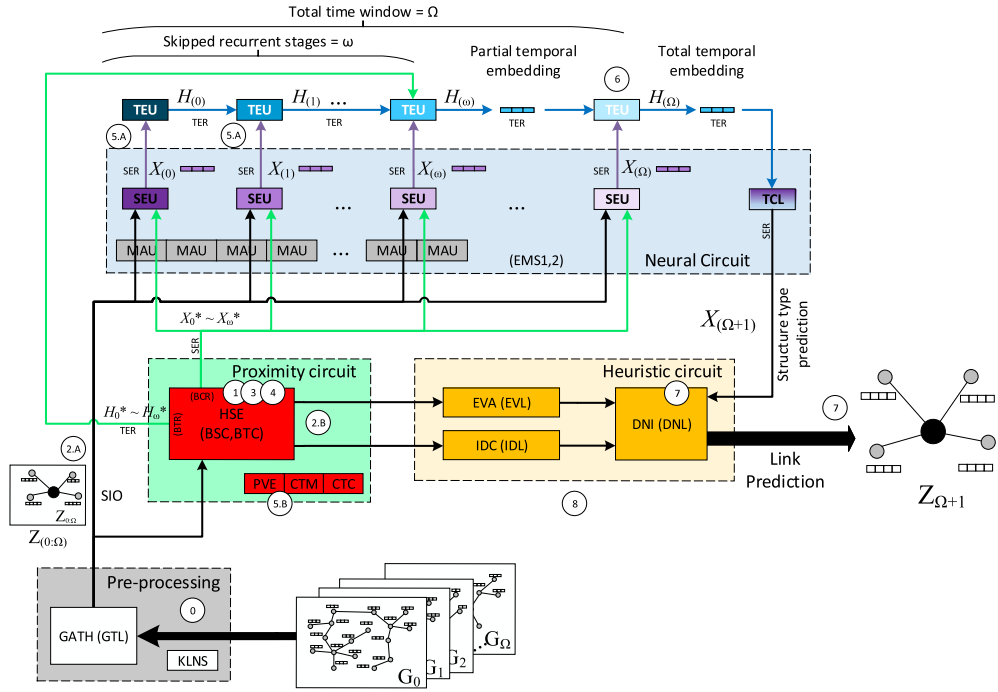 Total time window = Ω
Skipped recurrent stages = ω
Partial temporal
embedding
Total temporal
embedding
6
TEU
H(0)
TER
TEU
H(1)
...
TER
TEU
H(ω)
TER
TEU
H(Ω)
TER
5.A
5.A
SER
X(0)
SER
X(1)
SER
X(ω)
SER
X(Ω)
SEU
SEU
...
SEU
...
SEU
TCL
SER
MAU
MAU
MAU
MAU
...
MAU
MAU
(EMS1,2)
Neural Circuit
X0* ~ Xω*
SER
X(Ω+1)
Structure type
prediction
Proximity circuit
Heuristic circuit
(BCR)
1
3
4
HSE
(BSC,BTC)
(BTR)
H0* ~ Hω*
TER
2.B
EVA (EVL)
IDC (IDL)
7
DNI (DNL)
7
Link
Prediction
ZΩ+1
PVE
CTM
CTC
5.B
8
2.A
SIO
Z0:Ω
Z(0:Ω)
Pre-processing
0
GATH (GTL)
KLNS
G0
G1
G2
...
GΩ